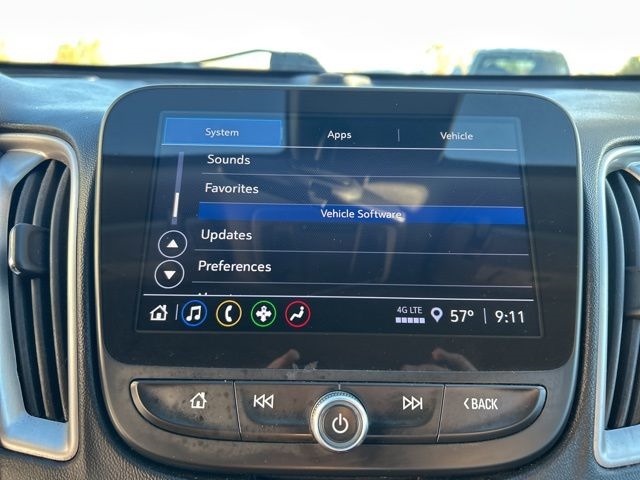 System Apps Vehicle
Sounds
Favorites
Vehicle Software
Updates
Preferences
4G LTE
57° 9:11
<BACK